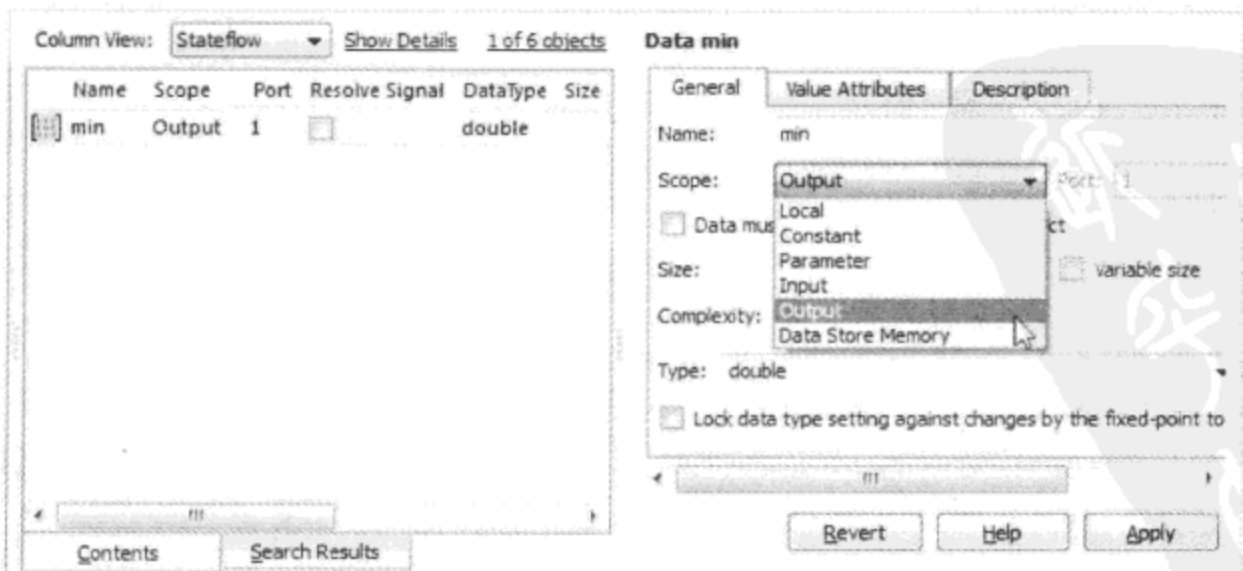 Column View: Stateflow Show Details 1 of 6 objects
Name Scope Port Resolve Signal DataType Size
min Output 1 double
Contents Search Results
Data min
General Value Attributes Description
Name: min
Scope: Output Port: 1
Local
Data mus ct
Constant
Parameter
Size: Variable size
Input
Output
Complexity:
Data Store Memory
Type: double
Lock data type setting against changes by the fixed-point to
Revert Help Apply